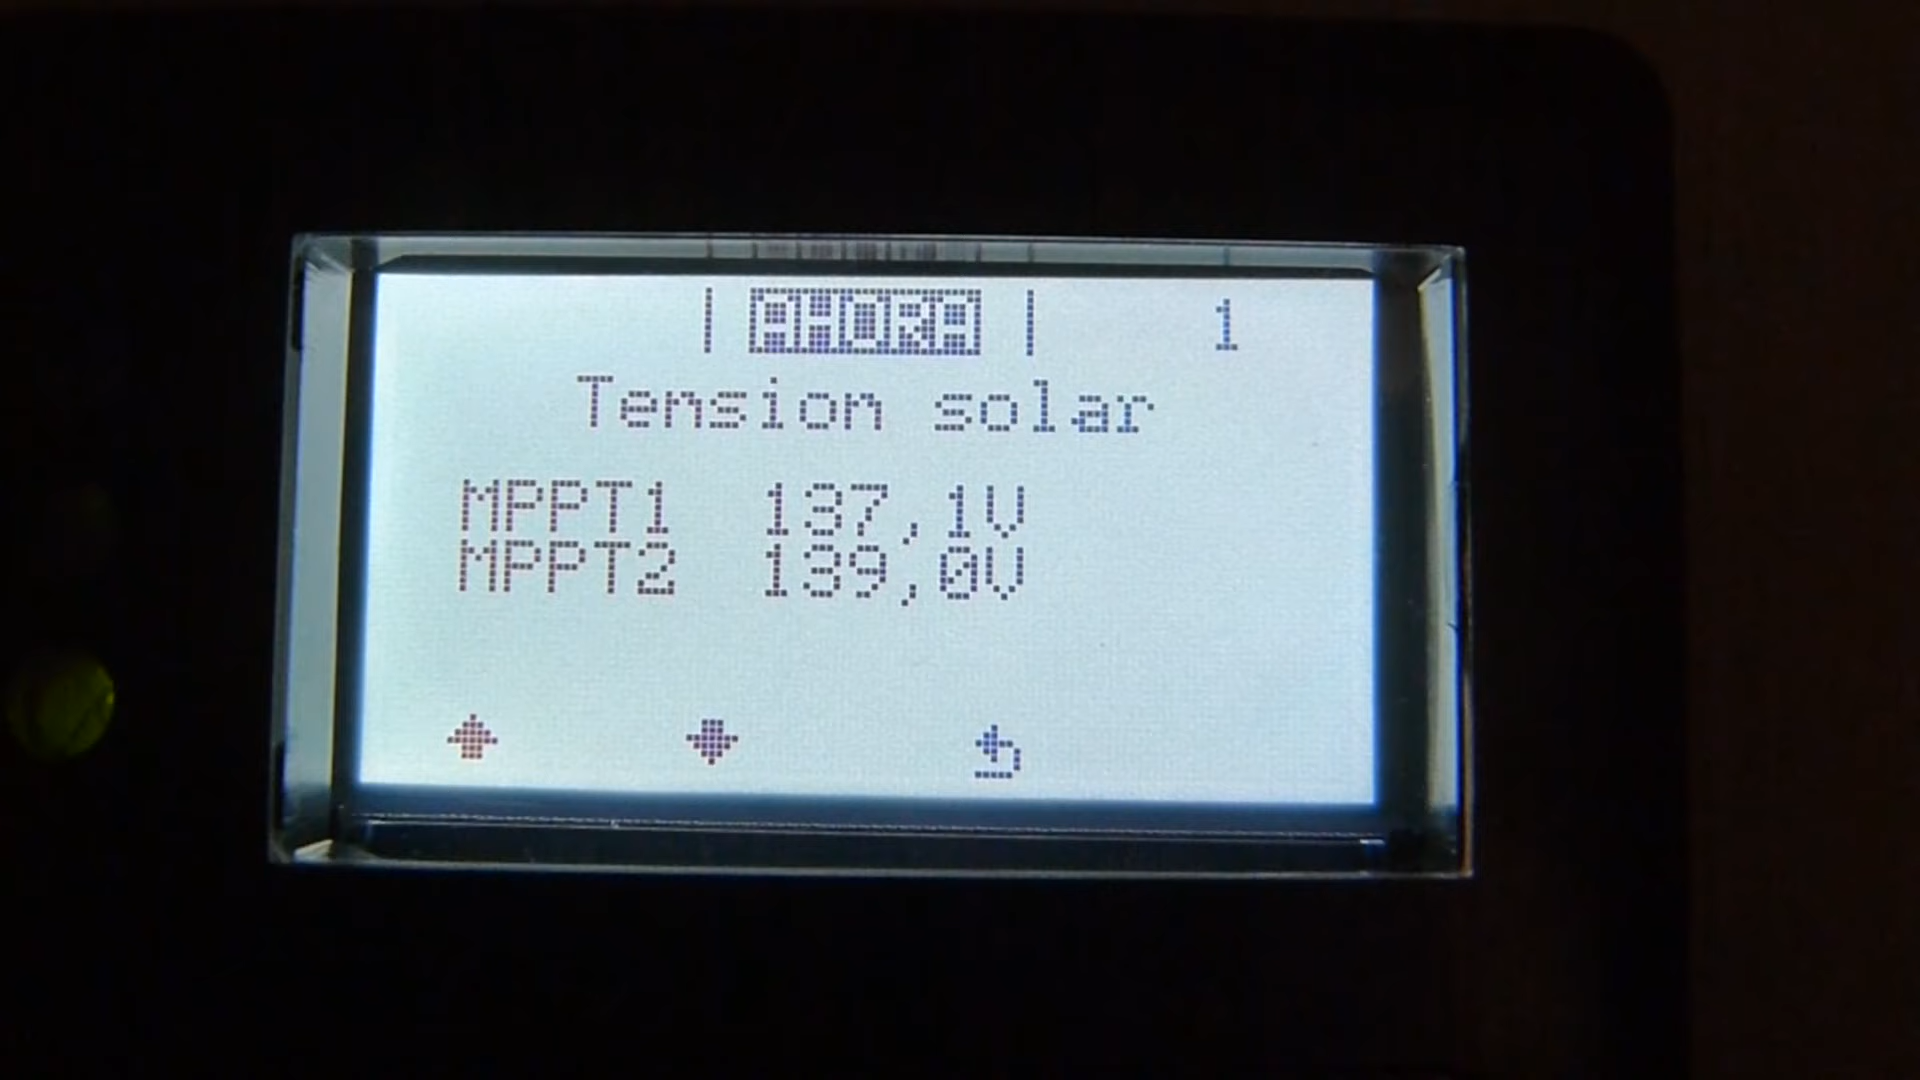 | AHORA | 1
Tension solar
MPPT1 137,1V
MPPT2 139,0V